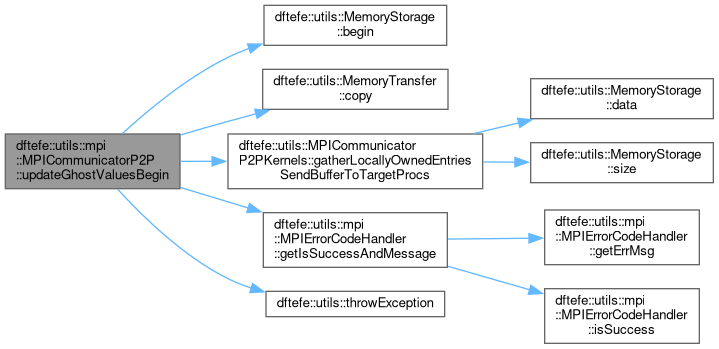 dftefe::utils::mpi
::MPICommunicatorP2P
::updateGhostValuesBegin
dftefe::utils::MemoryStorage
::begin
dftefe::utils::MemoryTransfer
::copy
dftefe::utils::MPICommunicator
P2PKernels::gatherLocallyOwnedEntries
SendBufferToTargetProcs
dftefe::utils::MemoryStorage
::data
dftefe::utils::MemoryStorage
::size
dftefe::utils::mpi
::MPIErrorCodeHandler
::getIsSuccessAndMessage
dftefe::utils::mpi
::MPIErrorCodeHandler
::getErrMsg
dftefe::utils::mpi
::MPIErrorCodeHandler
::isSuccess
dftefe::utils::throwException